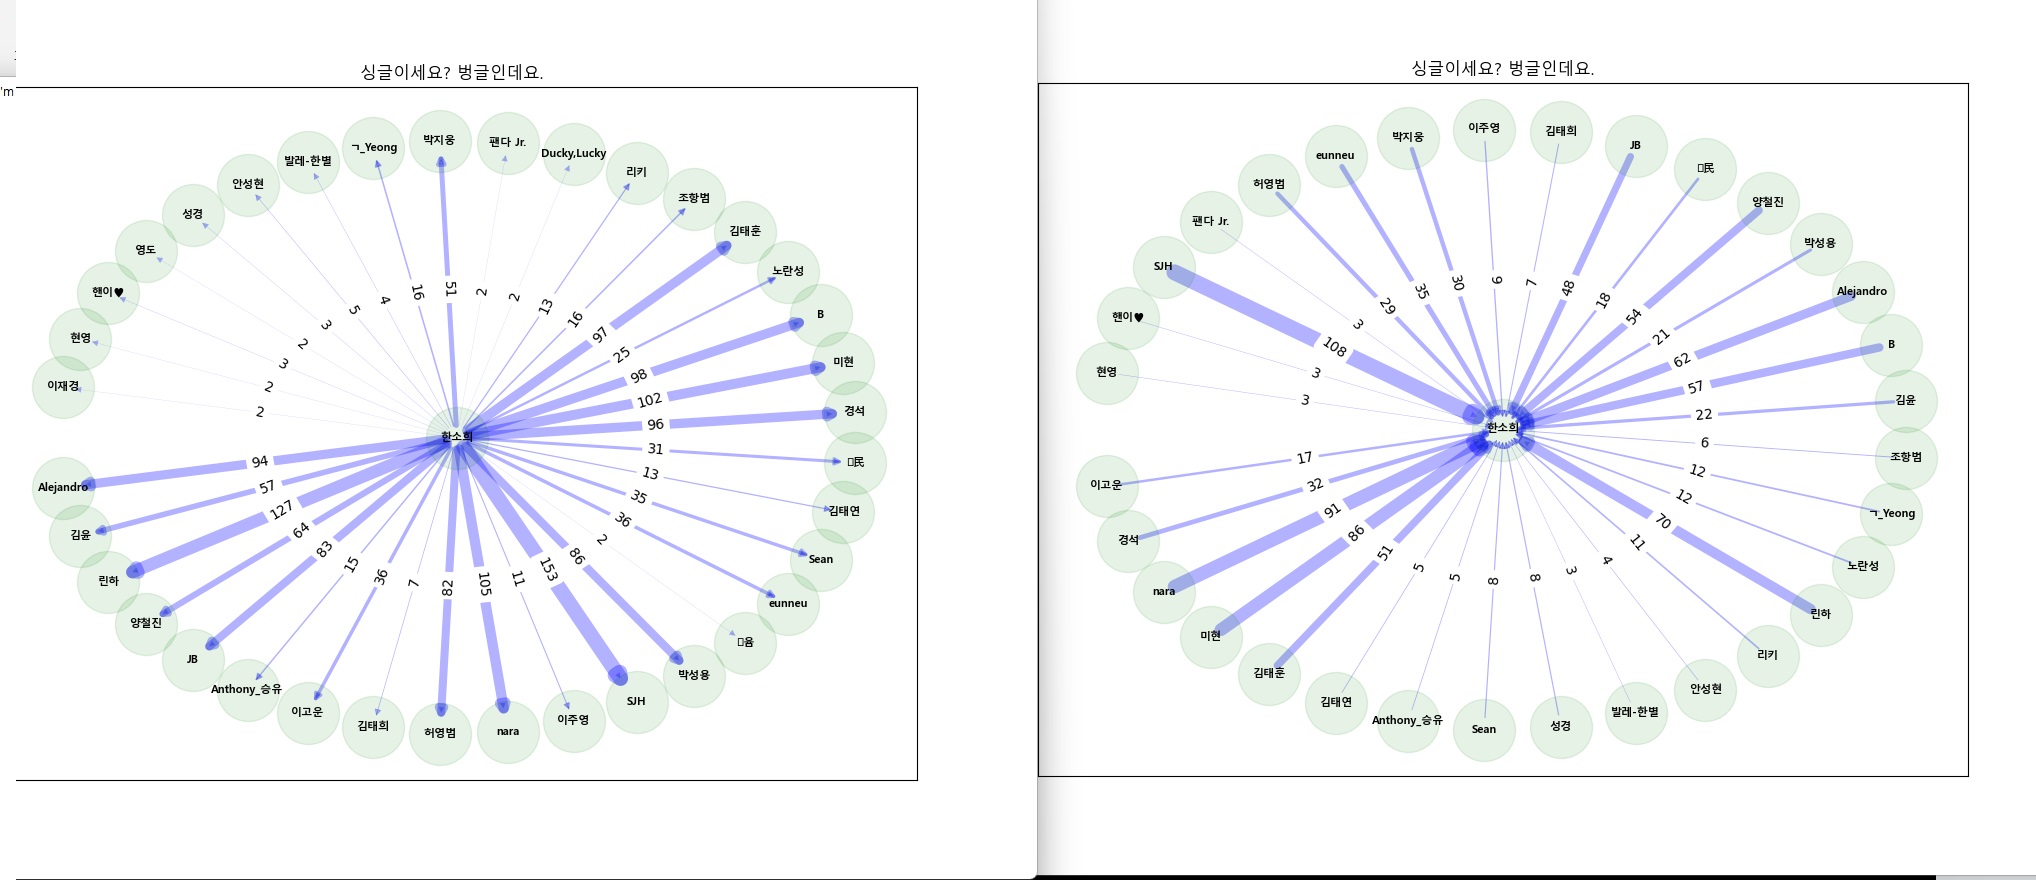 'm
싱글이세요? 벙글인데요.
박지웅
팬다 Jr.
Ducky,Lucky
리키
조항범
김태훈
노란성
B
미현
경석
民
김태연
Sean
eunneu
윰
박성용
SJH
이주영
nara
허영범
김태희
이고운
Anthony_승유
JB
양철진
린하
김윤
Alejandro
이재경
현영
핸이♥
영도
성경
안성현
발레-한별
ㄱ_Yeong
한소희
51
2
2
13
16
97
25
98
102
96
31
13
35
36
2
86
153
11
105
82
7
36
15
83
64
127
57
94
2
2
3
2
3
5
4
16
싱글이세요? 벙글인데요.
이주영
김태희
JB
民
양철진
박성용
Alejandro
B
김윤
조항범
ㄱ_Yeong
노란성
린하
리키
안성현
발레-한별
성경
Sean
Anthony_승유
김태연
김태훈
미현
nara
경석
이고운
현영
핸이♥
SJH
팬다 Jr.
허영범
eunneu
박지웅
한소희
9
7
48
18
54
21
62
57
22
6
12
12
70
11
4
3
8
8
5
5
51
86
91
32
17
3
3
108
3
29
35
30